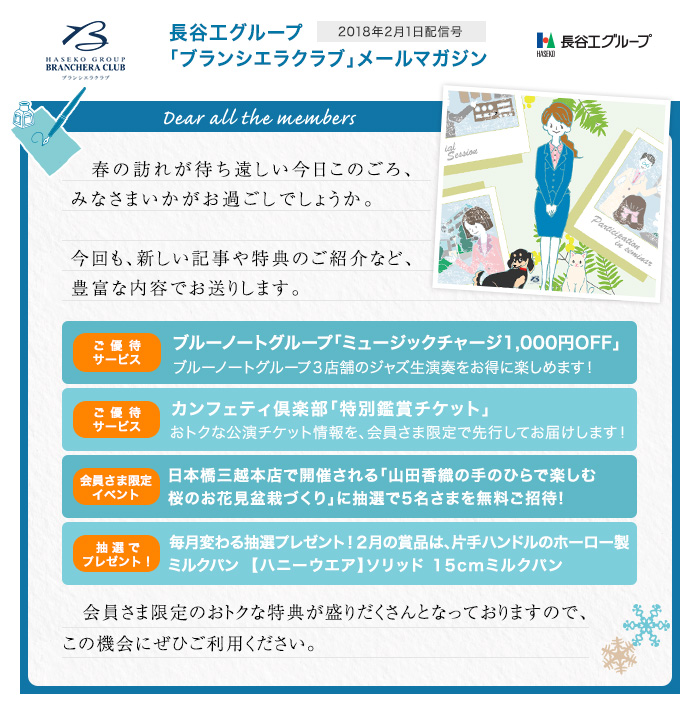 B
HASEKO GROUP
BRANCHERA CLUB
ブランシエラクラブ
長谷工グループ
2018年2月1日配信号
「ブランシエラクラブ」メールマガジン
HASEKO
長谷工グループ
Dear all the members
ial
Session
Participation
in seminar
春の訪れが待ち遠しい今日このごろ、
みなさまいかがお過ごしでしょうか。
今回も、新しい記事や特典のご紹介など、
豊富な内容でお送りします。
ご優待
サービス
ブルーノートグループ「ミュージックチャージ1,000円OFF」
ブルーノートグループ3店舗のジャズ生演奏をお得に楽しめます！
ご優待
サービス
カンフェティ倶楽部「特別鑑賞チケット」
おトクな公演チケット情報を、会員さま限定で先行してお届けします！
会員さま限定
イベント
日本橋三越本店で開催される「山田香織の手のひらで楽しむ
桜のお花見盆栽づくり」に抽選で5名さまを無料ご招待！
抽選で
プレゼント！
毎月変わる抽選プレゼント！2月の賞品は、片手ハンドルのホーロー製
ミルクパン 【ハニーウエア】ソリッド 15cmミルクパン
会員さま限定のおトクな特典が盛りだくさんとなっておりますので、
この機会にぜひご利用ください。